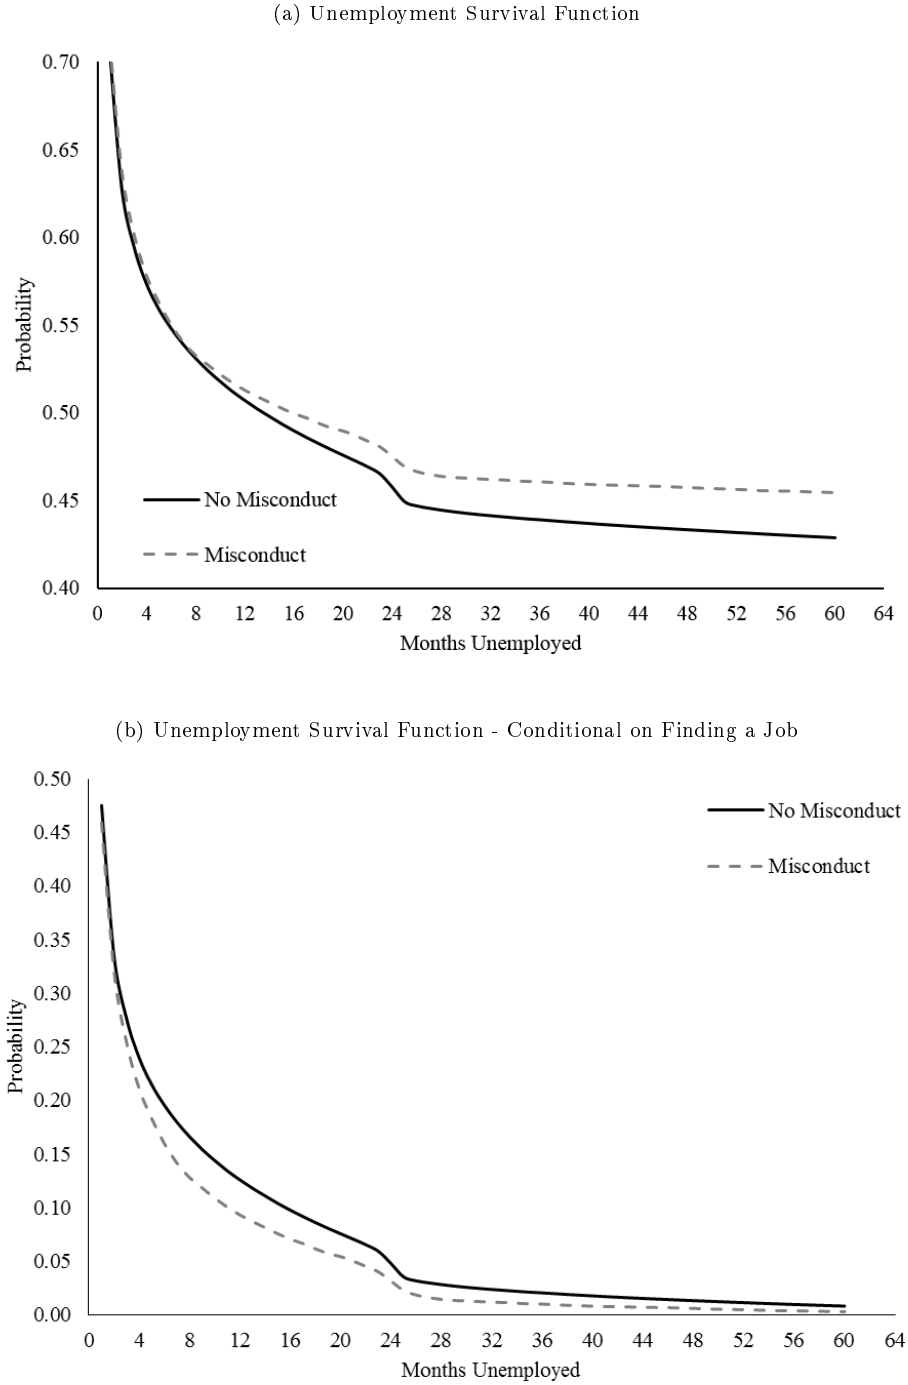 (a) Unemployment Survival Function
0.70
0.65
0.60
0.55
0.50
0.45
0.40
Probability
No Misconduct
Misconduct
0 4 8 12 16 20 24 28 32 36 40 44 48 52 56 60 64
Months Unemployed
(b) Unemployment Survival Function - Conditional on Finding a Job
0.50
0.45
0.40
0.35
0.30
0.25
0.20
0.15
0.10
0.05
0.00
Probability
No Misconduct
Misconduct
0 4 8 12 16 20 24 28 32 36 40 44 48 52 56 60 64
Months Unemployed